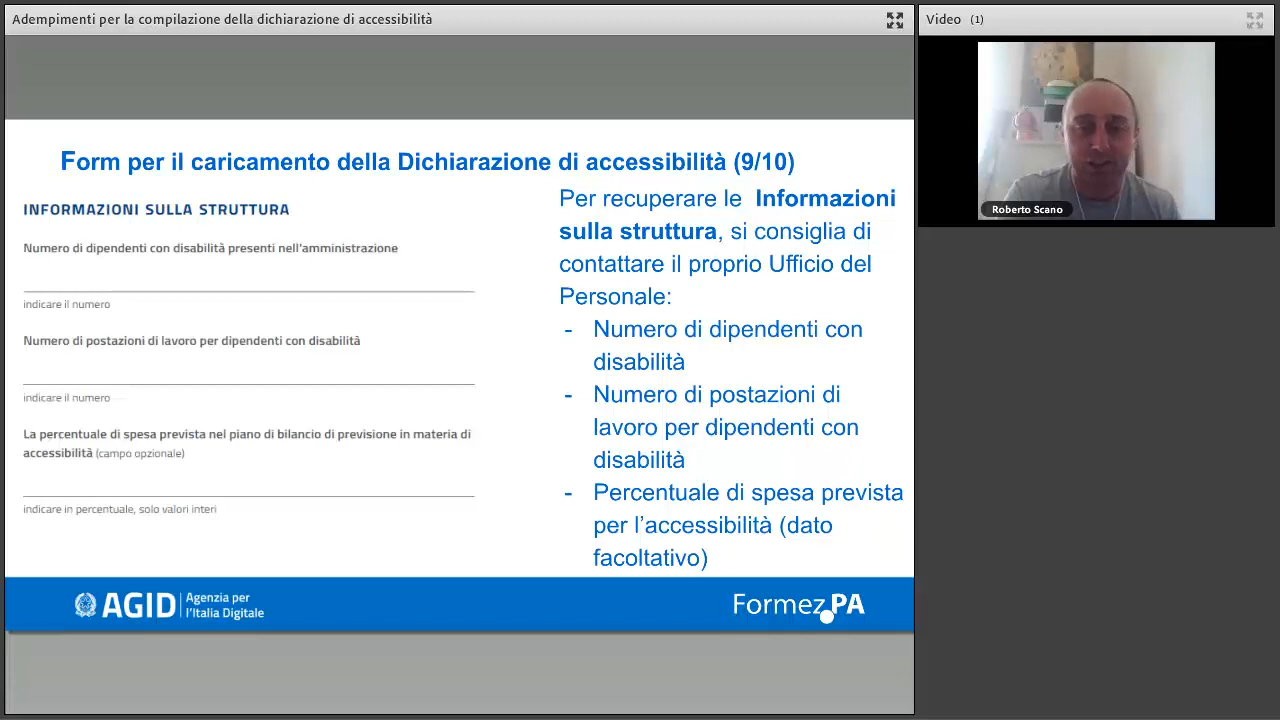 Adempimenti per la compilazione della dichiarazione di accessibilità
Video (1)
Roberto Scano
Form per il caricamento della Dichiarazione di accessibilità (9/10)
INFORMAZIONI SULLA STRUTTURA
Numero di dipendenti con disabilità presenti nell'amministrazione
indicare il numero
Numero di postazioni di lavoro per dipendenti con disabilità
indicare il numero
La percentuale di spesa prevista nel piano di bilancio di previsione in materia di
accessibilità (campo opzionale)
indicare in percentuale, solo valori interi
Per recuperare le Informazioni
sulla struttura, si consiglia di
contattare il proprio Ufficio del
Personale:
- Numero di dipendenti con
disabilità
- Numero di postazioni di
lavoro per dipendenti con
disabilità
- Percentuale di spesa prevista
per l’accessibilità (dato
facoltativo)
AGID
Agenzia per
l’Italia Digitale
Formez PA